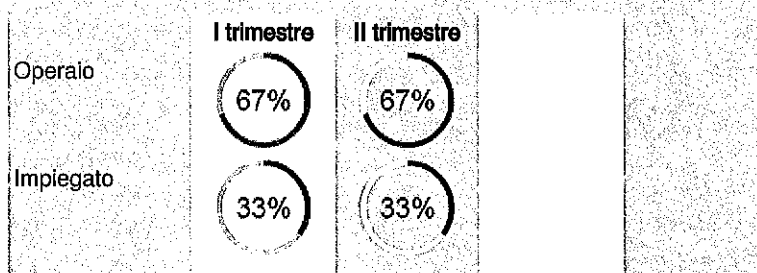 I trimestre II trimestre
Operaio 67% 67%
Impiegato 33% 33%